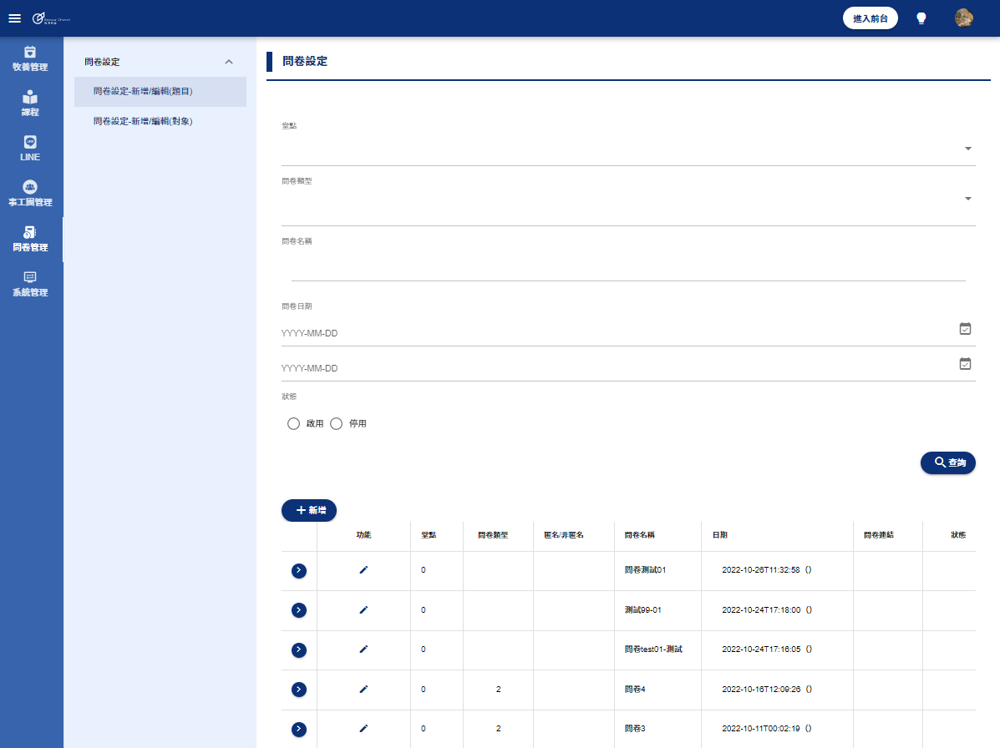 進入前台
牧養管理
課程
LINE
事工團管理
問卷管理
系統管理
問卷設定
問卷設定-新增/編輯(題目)
問卷設定-新增/編輯(對象)
問卷設定
堂點
問卷類型
問卷名稱
問卷日期
YYYY-MM-DD
YYYY-MM-DD
狀態
啟用 停用
查詢
新增
功能 堂點 問卷類型 匿名/非匿名 問卷名稱 日期 問卷連結 狀態
0 問卷測試01 2022-10-26T11:32:58 ()
0 測試99-01 2022-10-24T17:18:00 ()
0 問卷test01-測試 2022-10-24T17:16:05 ()
0 2 問卷4 2022-10-16T12:09:26 ()
0 2 問卷3 2022-10-11T00:02:19 ()